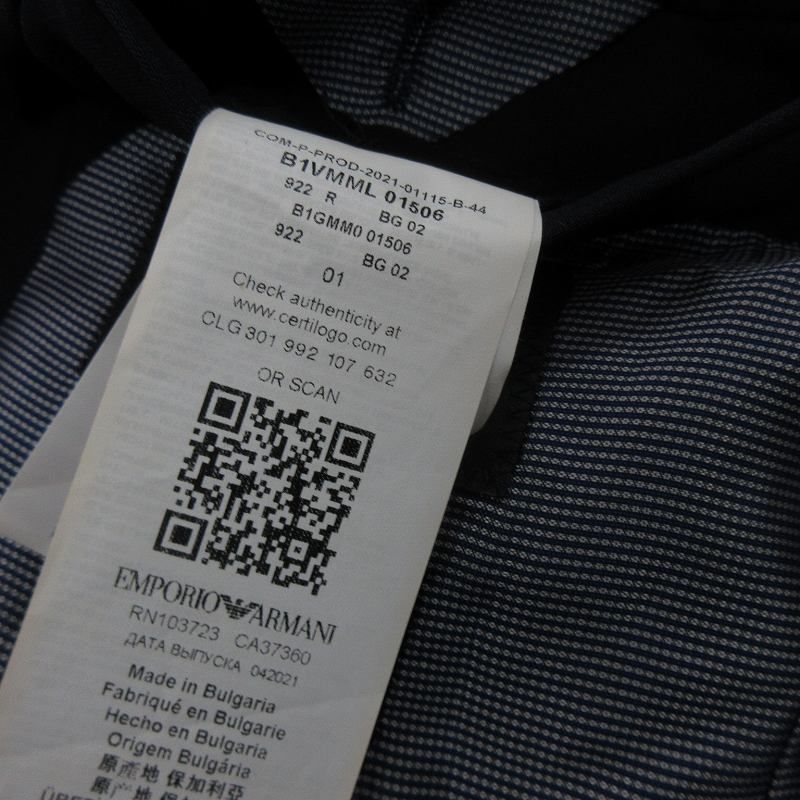 COM-P-PROD-2021-01115-B-44
B1VMML 01506
922 R BG 02
B1GMM0 01506
922 BG 02
01
Check authenticity at
www.certilogo.com
CLG 301 992 107 632
OR SCAN
EMPORIO ARMANI
RN103723 CA37360
ДАТА ВЫПУСКА 042021
Made in Bulgaria
Fabriqué en Bulgarie
Hecho en Bulgaria
Origem Bulgária
原產地 保加利亞